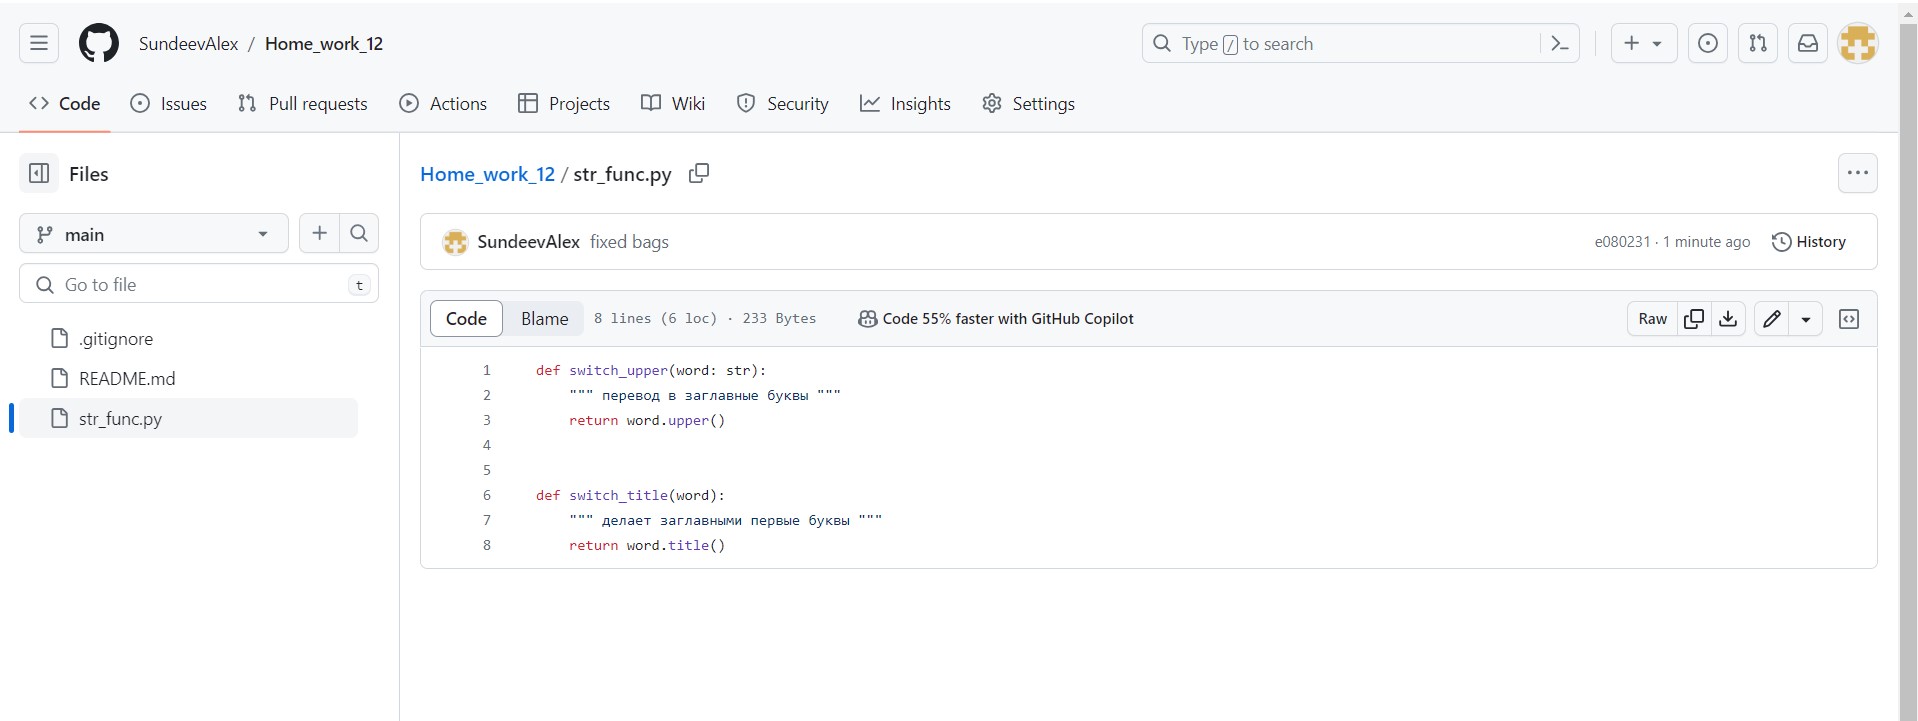 SundeevAlex / Home_work_12
Type / to search
Code
Issues
Pull requests
Actions
Projects
Wiki
Security
Insights
Settings
Files
main
Go to file
t
.gitignore
README.md
str_func.py
Home_work_12 / str_func.py
SundeevAlex fixed bags
e080231 · 1 minute ago
History
Code
Blame
8 lines (6 loc) · 233 Bytes
Code 55% faster with GitHub Copilot
Raw
1 def switch_upper(word: str):
2 """ перевод в заглавные буквы """
3 return word.upper()
4
5
6 def switch_title(word):
7 """ делает заглавными первые буквы """
8 return word.title()